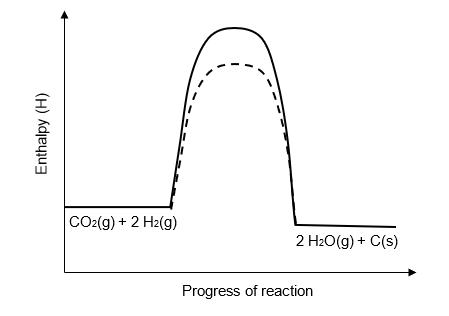 Enthalpy (H)
CO₂(g) + 2 H₂(g)
2 H₂O(g) + C(s)
Progress of reaction